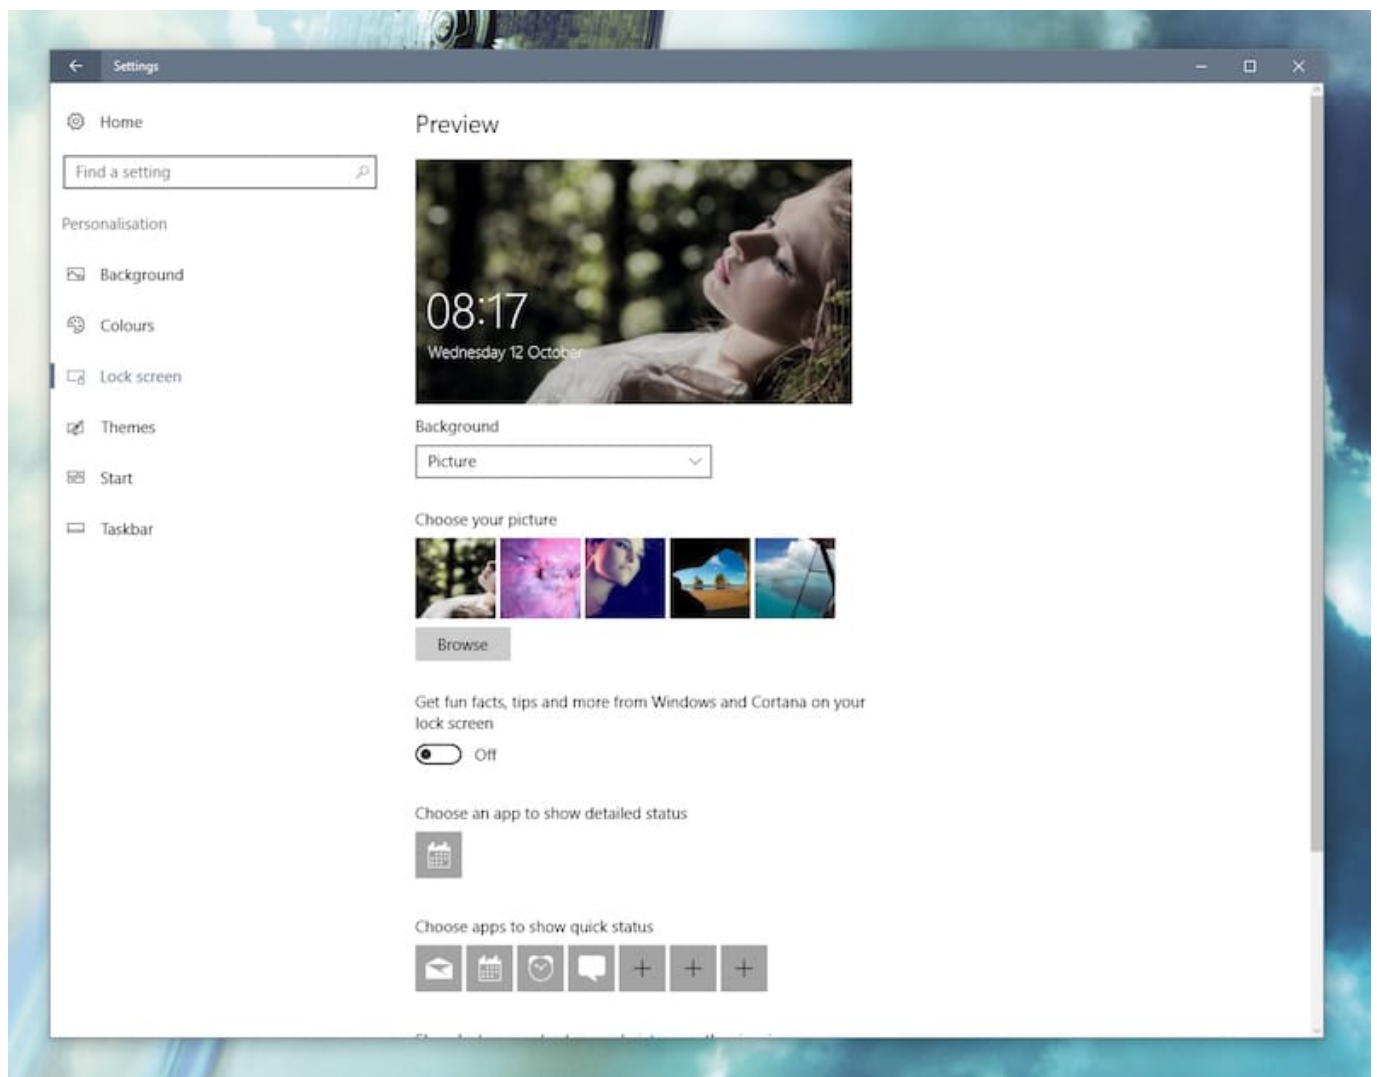 Settings
Home
Find a setting
Personalisation
Background
Colours
Lock screen
Themes
Start
Taskbar
Preview
08:17
Wednesday 12 October
Background
Picture
Choose your picture
Browse
Get fun facts, tips and more from Windows and Cortana on your
lock screen
Off
Choose an app to show detailed status
Choose apps to show quick status